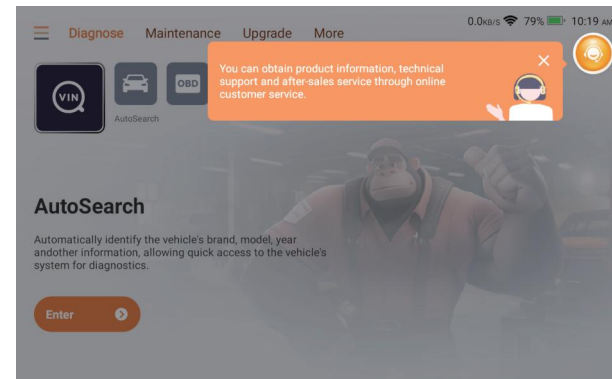 0.0KB/S 79% 10:19 AM
Diagnose Maintenance Upgrade More
You can obtain product information, technical
support and after-sales service through online
customer service.
VIN
OBD
AutoSearch
AutoSearch
Automatically identify the vehicle's brand, model, year
andother information, allowing quick access to the vehicle's
system for diagnostics.
Enter